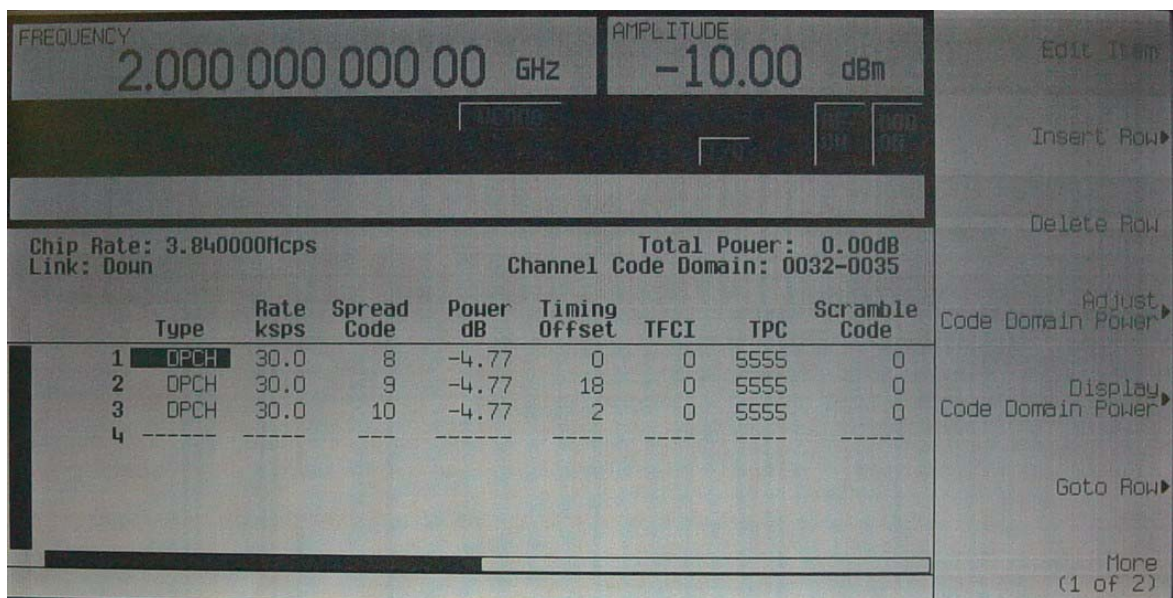 FREQUENCY
2.000 000 000 00 GHz
AMPLITUDE
-10.00 dBm
Edit Item
Insert Row
Delete Row
Adjust
Code Domain Power
Display
Code Domain Power
Goto Row
More
(1 of 2)
Chip Rate: 3.840000Mcps
Total Power: 0.00dB
Link: Down
Channel Code Domain: 0032-0035
Type Rate ksps Spread Code Power dB Timing Offset TFCI TPC Scramble Code
1 DPCH 30.0 8 -4.77 0 0 5555 0
2 DPCH 30.0 9 -4.77 18 0 5555 0
3 DPCH 30.0 10 -4.77 2 0 5555 0
4 ------ ----- --- ------ ---- ---- ---- -----